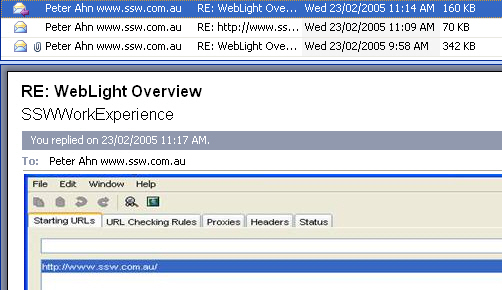 Peter Ahn www.ssw.com.au RE: WebLight Ove... Wed 23/02/2005 11:14 AM 160 KB
Peter Ahn www.ssw.com.au RE: http://www.ss... Wed 23/02/2005 11:09 AM 70 KB
Peter Ahn www.ssw.com.au RE: WebLight Ove... Wed 23/02/2005 9:58 AM 342 KB
RE: WebLight Overview
SSWWorkExperience
You replied on 23/02/2005 11:17 AM.
To: Peter Ahn www.ssw.com.au
File Edit Window Help
Starting URLs URL Checking Rules Proxies Headers Status
http://www.ssw.com.au/